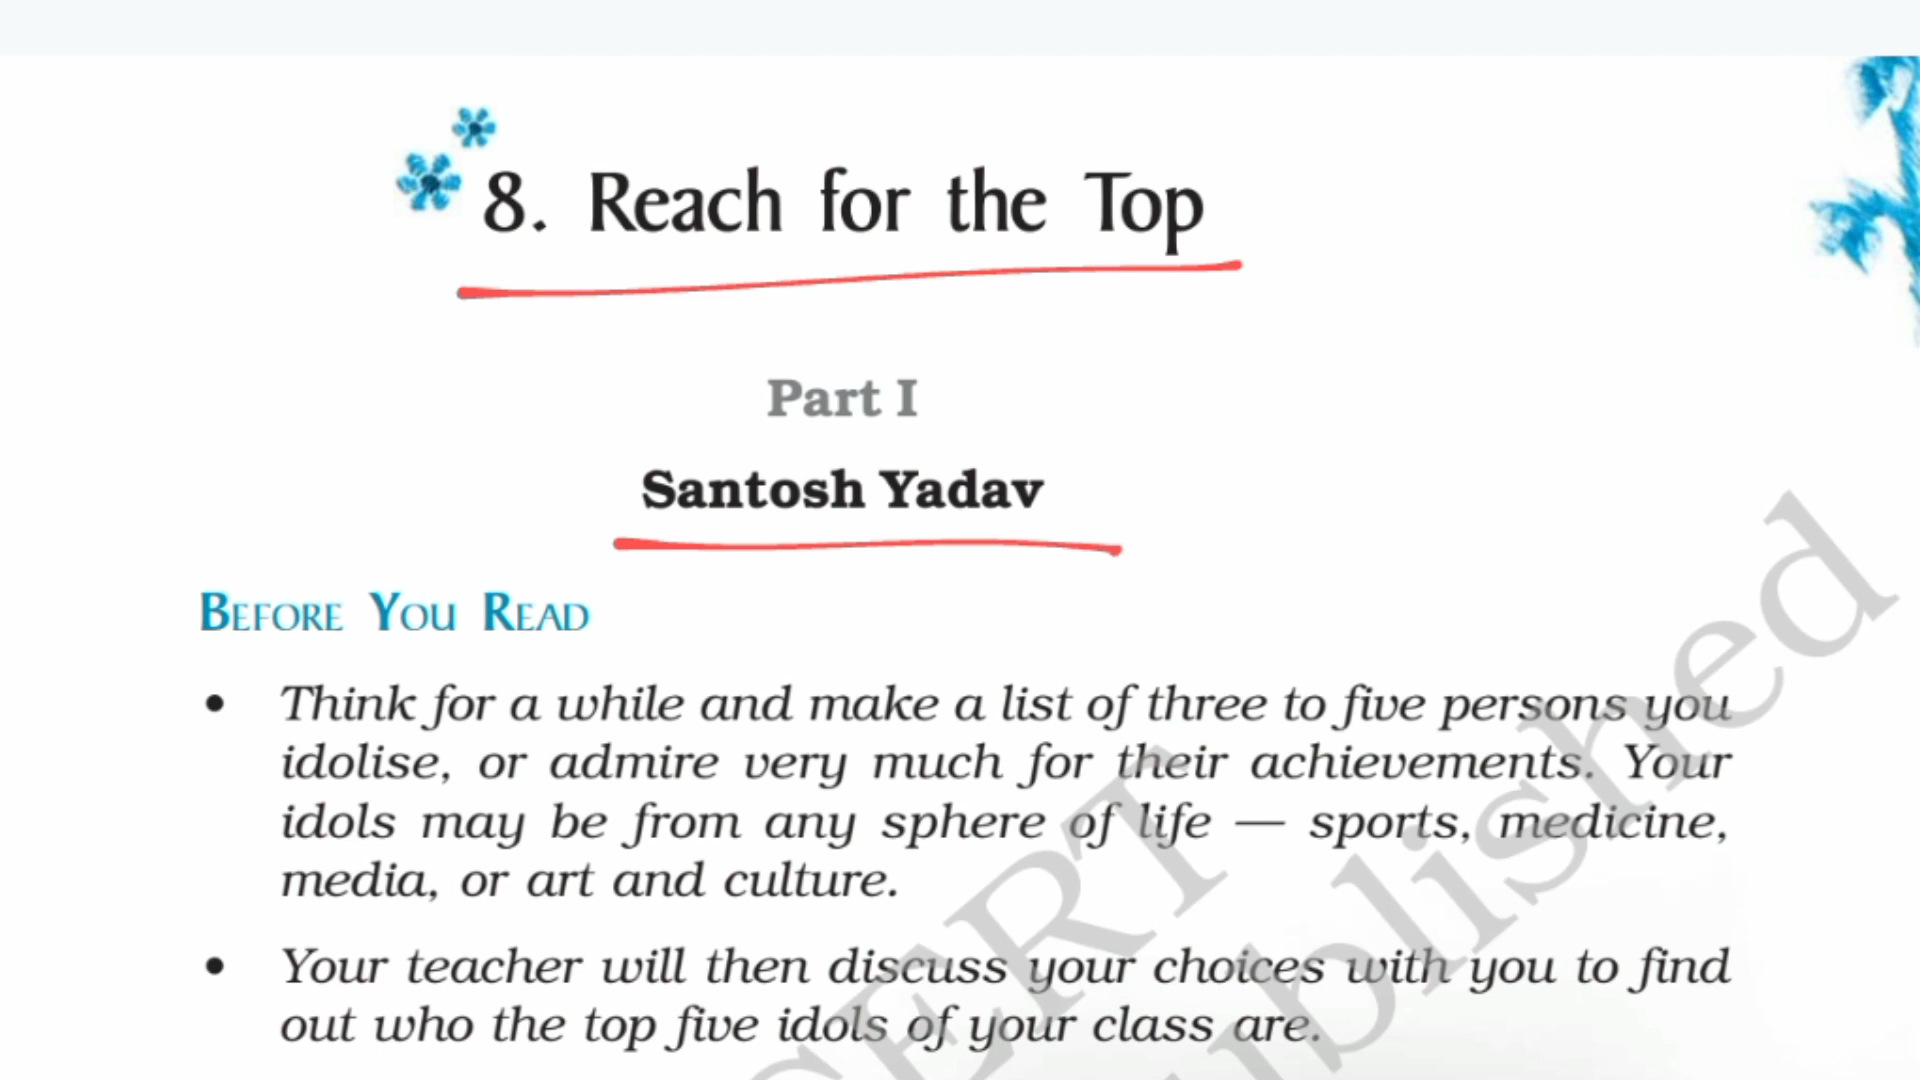 8. Reach for the Top
Part I
Santosh Yadav
BEFORE YOU READ
• Think for a while and make a list of three to five persons you
idolise, or admire very much for their achievements. Your
idols may be from any sphere of life — sports, medicine,
media, or art and culture.
• Your teacher will then discuss your choices with you to find
out who the top five idols of your class are.